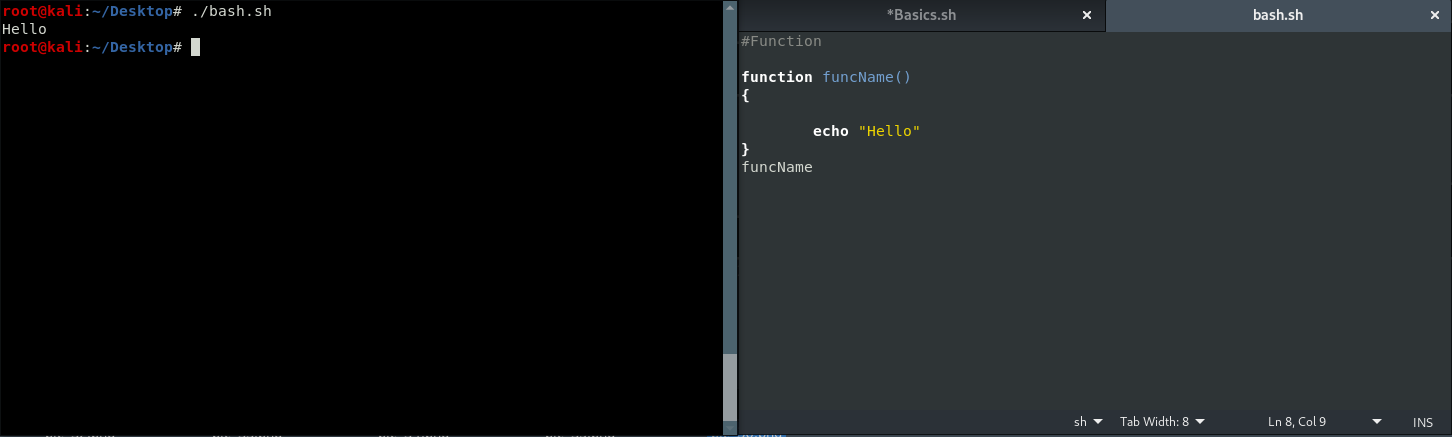 root@kali:~/Desktop# ./bash.sh
Hello
root@kali:~/Desktop#
*Basics.sh ×
bash.sh ×
#Function
function funcName()
{
echo "Hello"
}
funcName
sh
Tab Width: 8
Ln 8, Col 9
INS